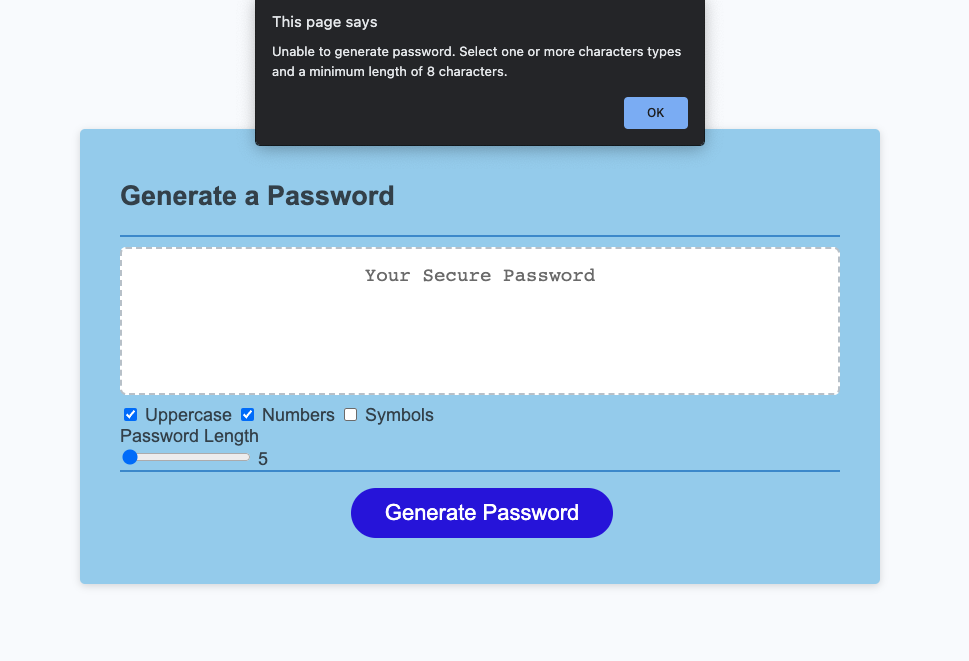 This page says
Unable to generate password. Select one or more characters types
and a minimum length of 8 characters.
OK
Generate a Password
Your Secure Password
Uppercase Numbers Symbols
Password Length
5
Generate Password